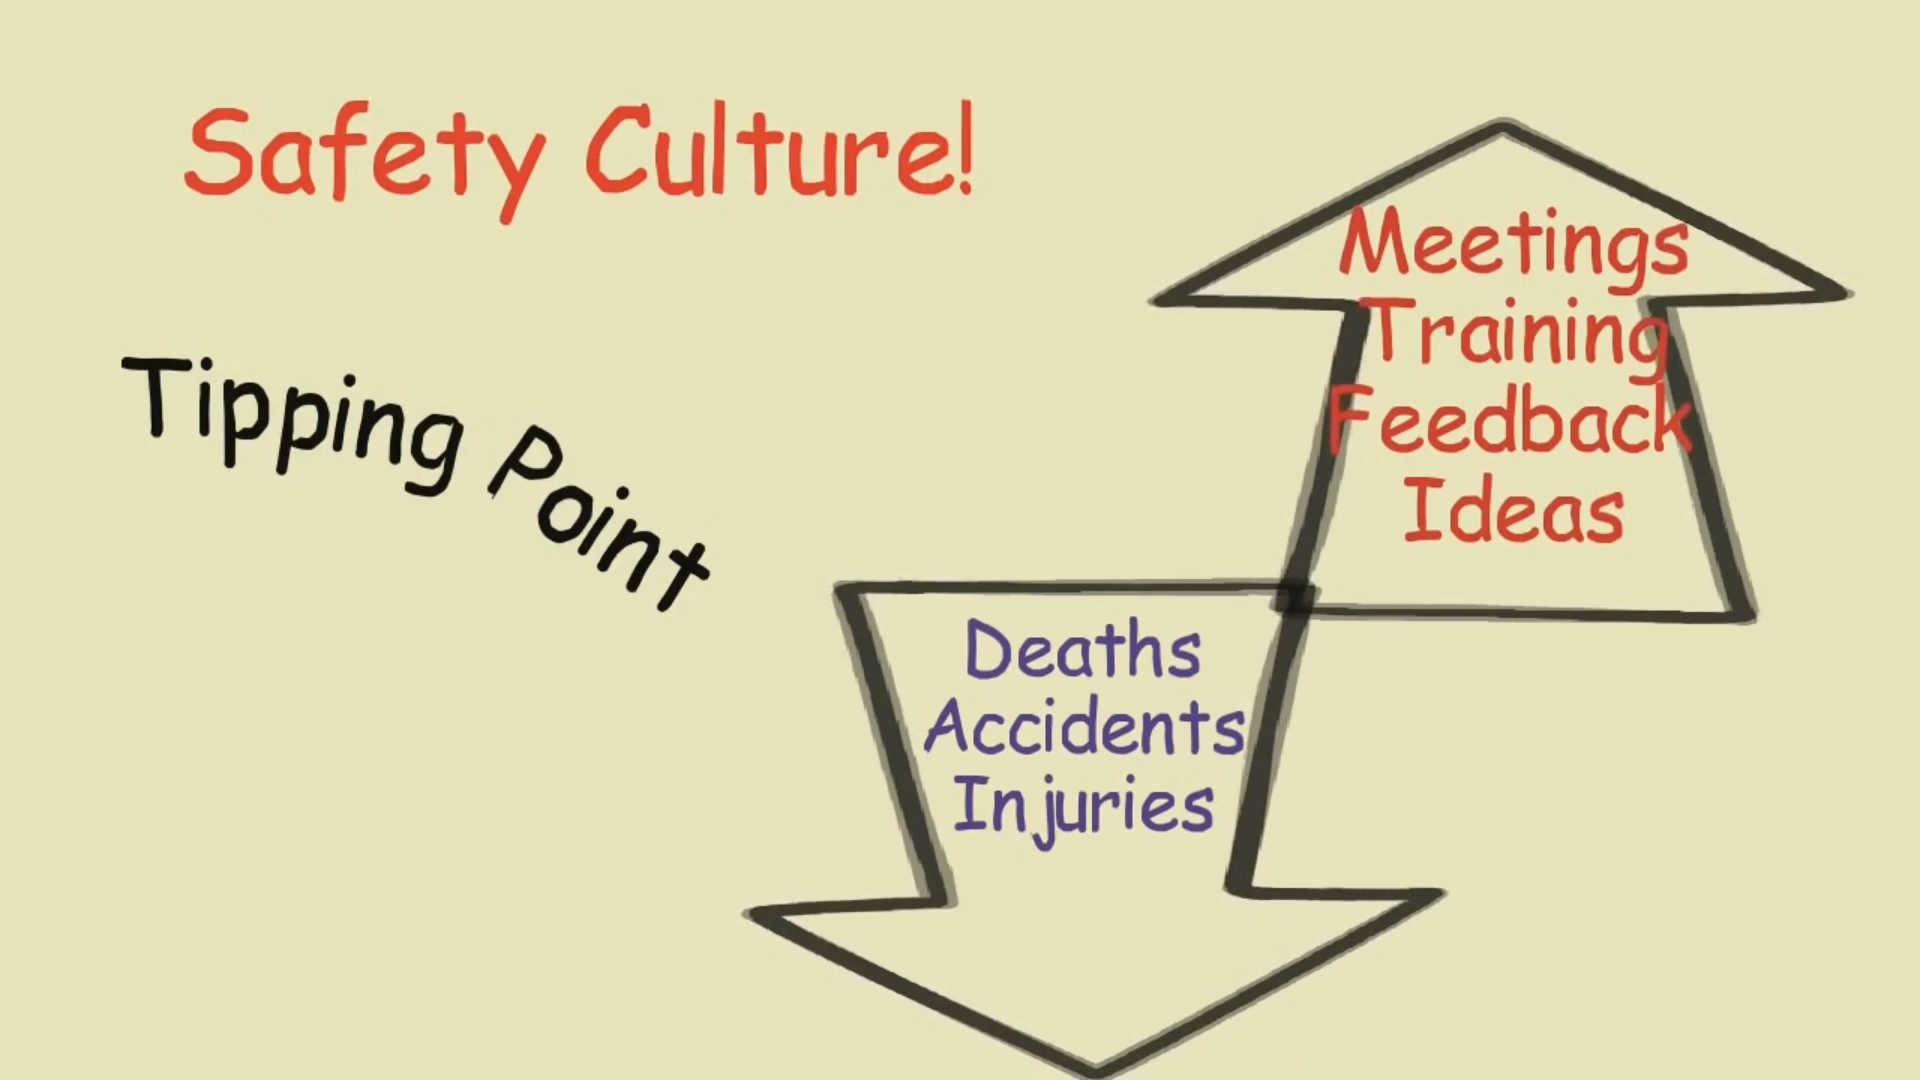 Safety Culture!
Tipping Point
Meetings
Training
Feedback
Ideas
Deaths
Accidents
Injuries